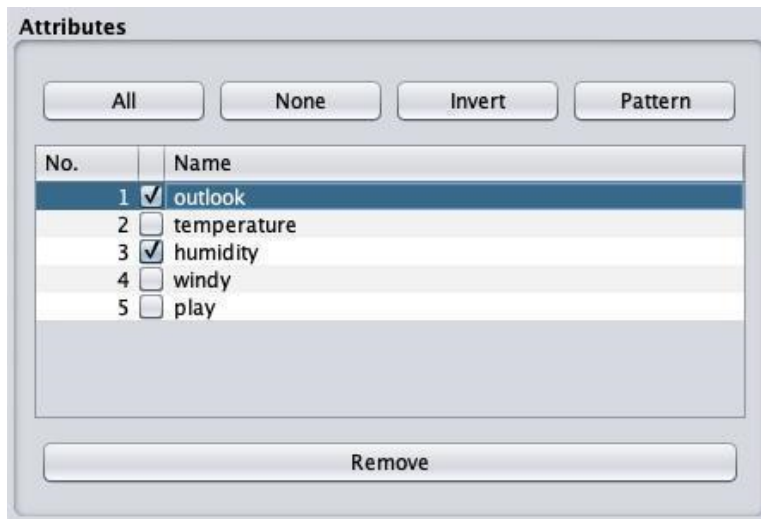 Attributes
All None Invert Pattern
No. Name
1 outlook
2 temperature
3 humidity
4 windy
5 play
Remove